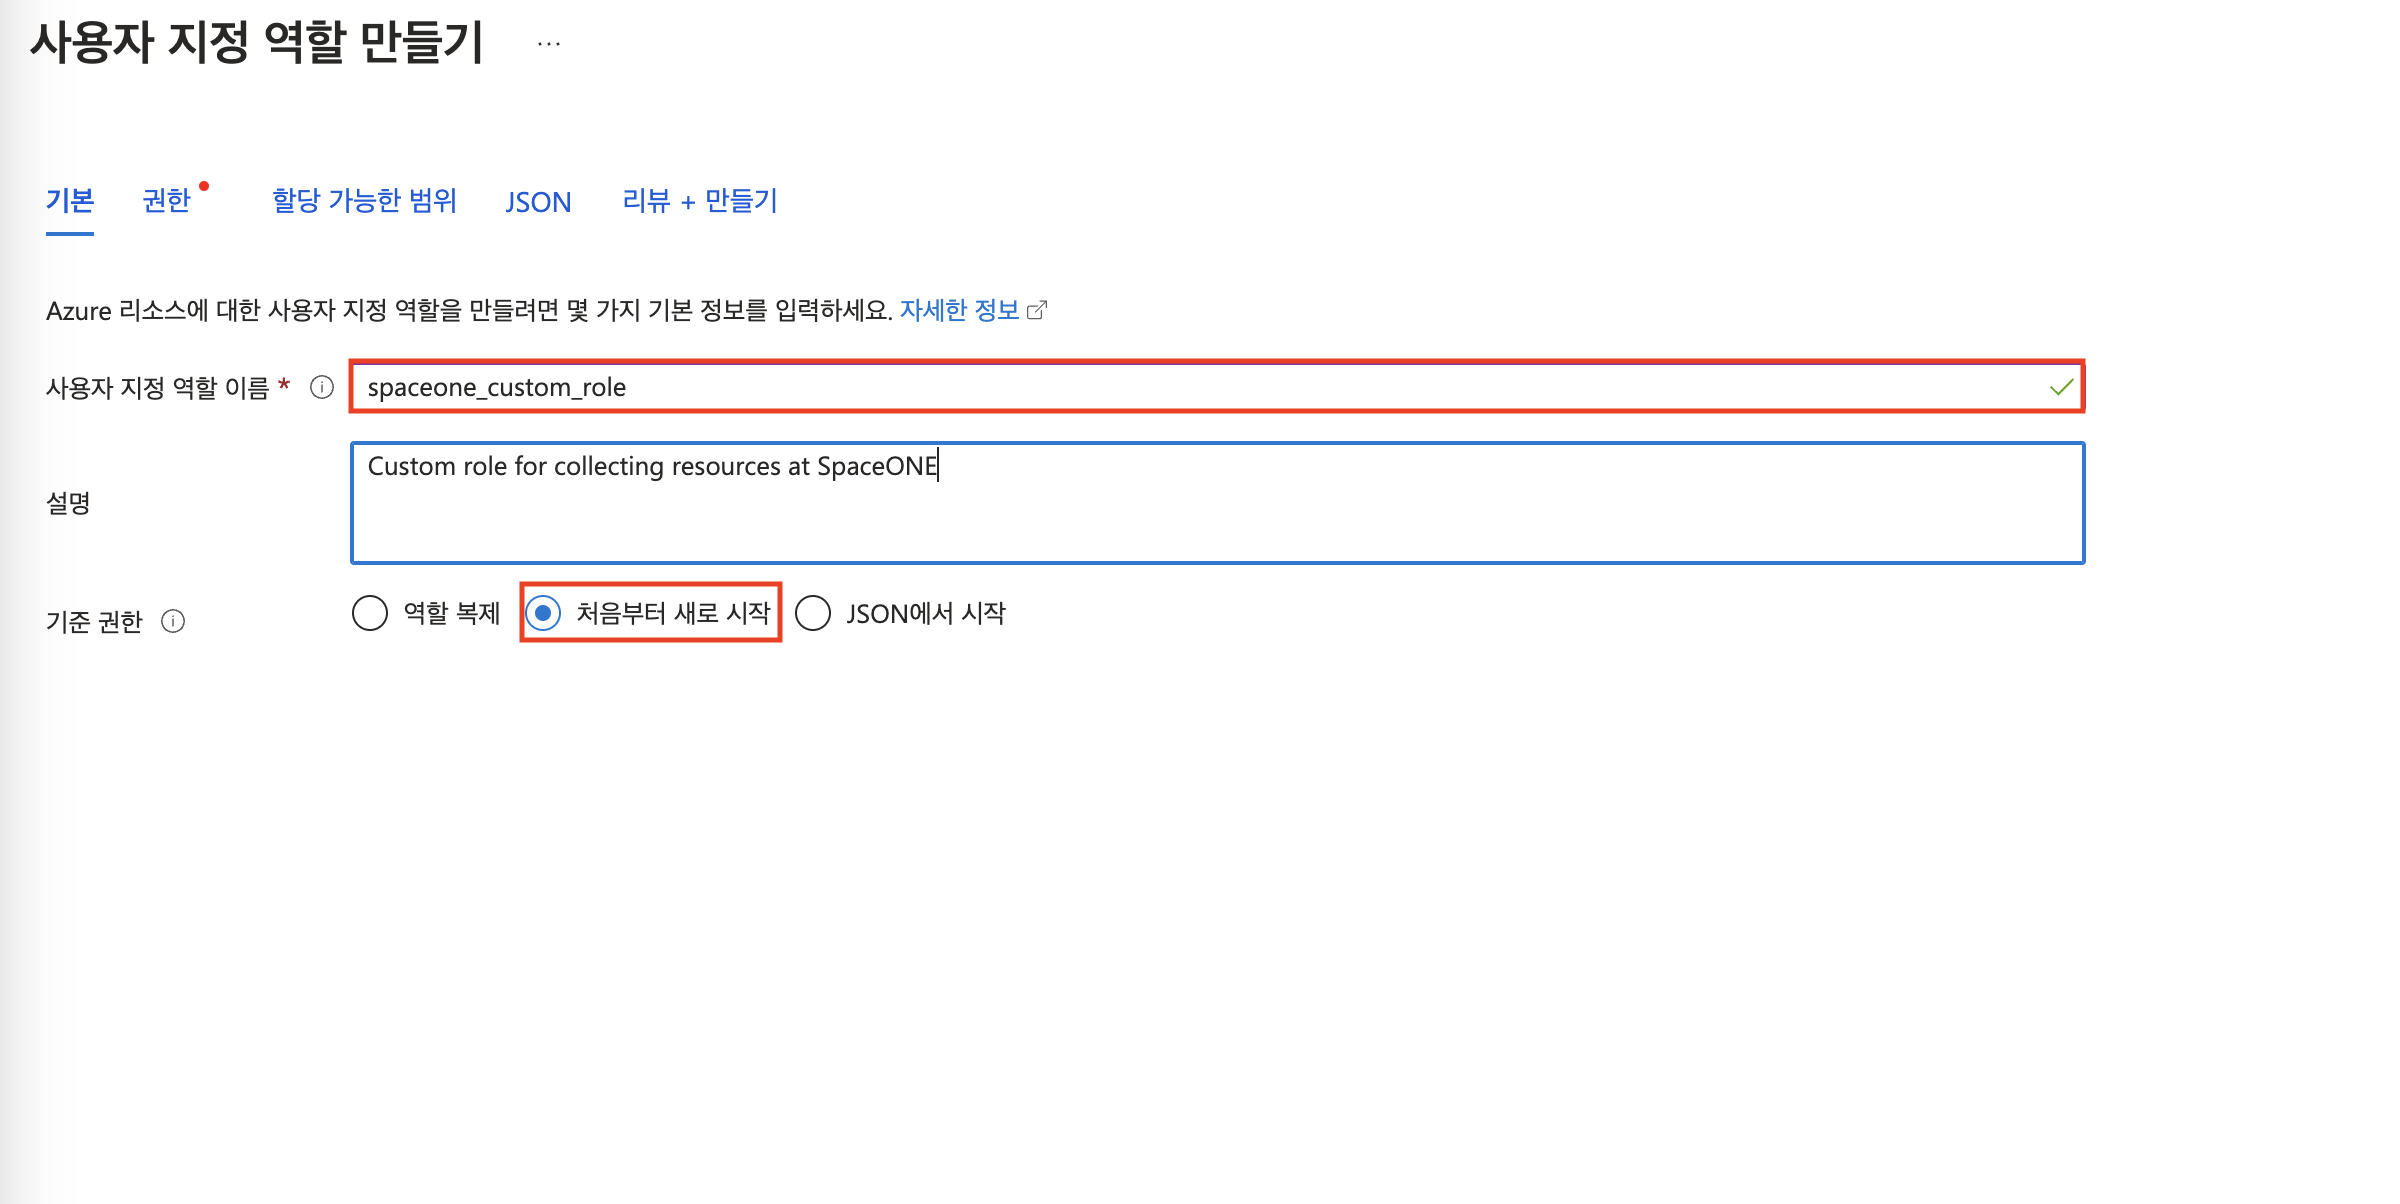 사용자 지정 역할 만들기 ...
기본 권한 할당 가능한 범위 JSON 리뷰 + 만들기
Azure 리소스에 대한 사용자 지정 역할을 만들려면 몇 가지 기본 정보를 입력하세요. 자세한 정보
사용자 지정 역할 이름 * spaceone_custom_role
설명 Custom role for collecting resources at SpaceONE
기준 권한 역할 복제 처음부터 새로 시작 JSON에서 시작